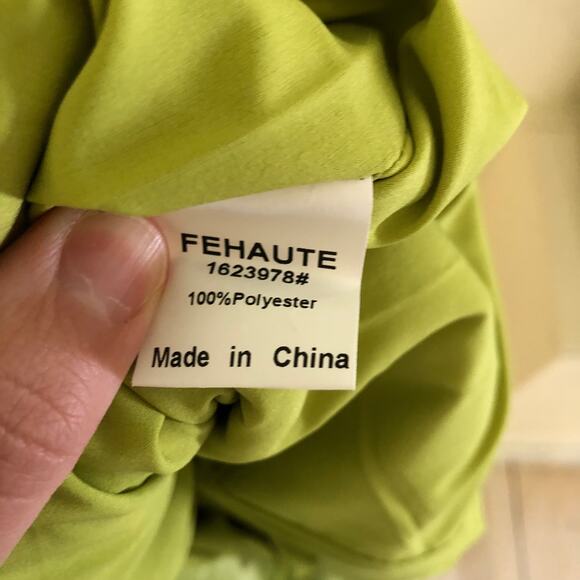 FEHAUTE
1623978#
100%Polyester
Made in China